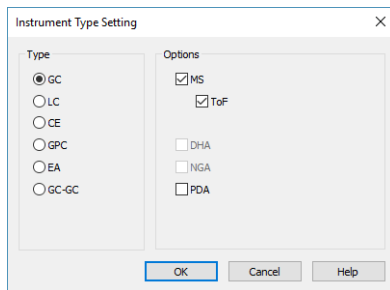 Instrument Type Setting
Type
GC
LC
CE
GPC
EA
GC-GC
Options
MS
ToF
DHA
NGA
PDA
OK
Cancel
Help